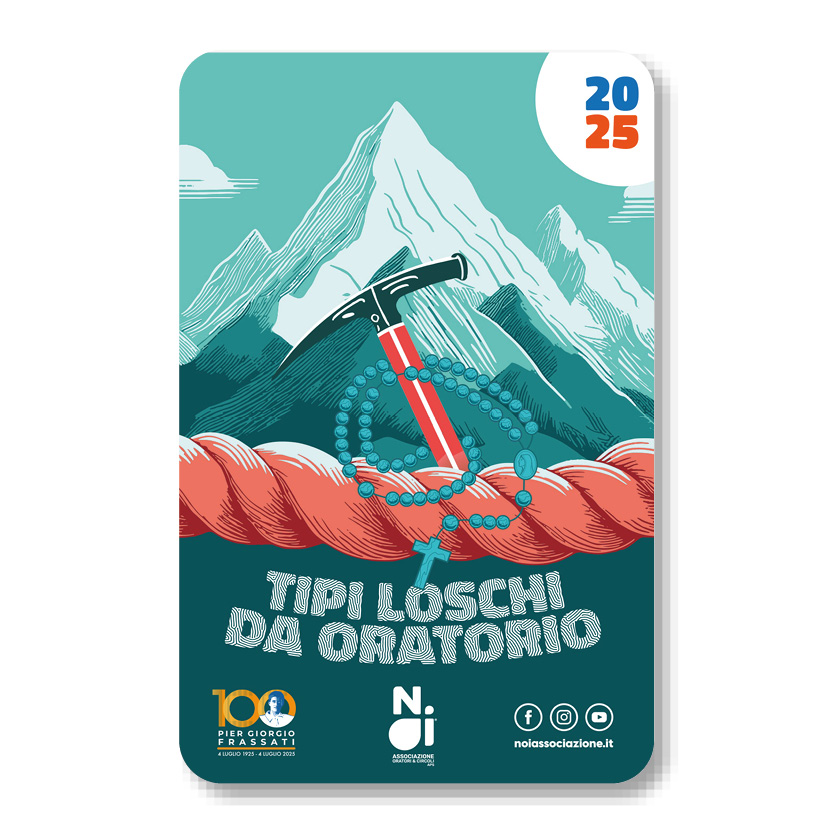 20
25
TIPI LOSCHI
DA ORATORIO
100
PIER GIORGIO
FRASSATI
4 LUGLIO 1925 - 4 LUGLIO 2025
N.
oi
ASSOCIAZIONE
ORATORI & CIRCOLI
APS
noiassociazione.it